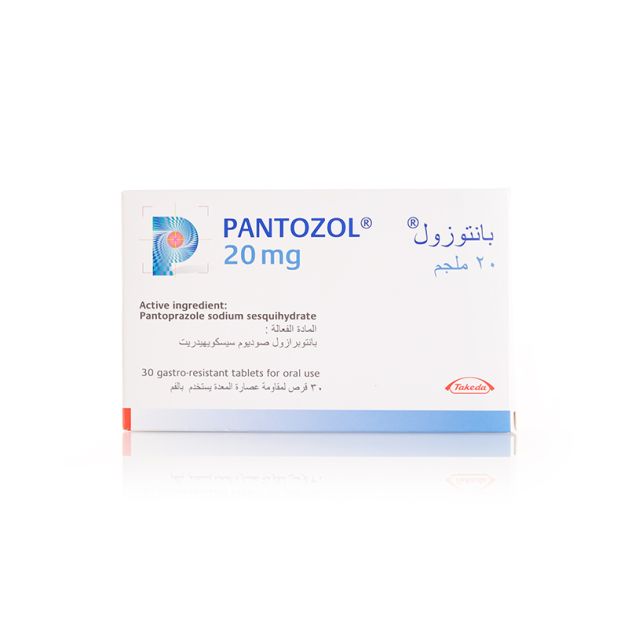 PANTOZOL®
20 mg
بانتوزول®
٢٠ ملجم
Active ingredient:
Pantoprazole sodium sesquihydrate
المادة الفعالة :
بانتوبرازول صوديوم سيسكويهيدريت
30 gastro-resistant tablets for oral use
٣٠ قرص لمقاومة عصارة المعدة يستخدم بالفم
Takeda